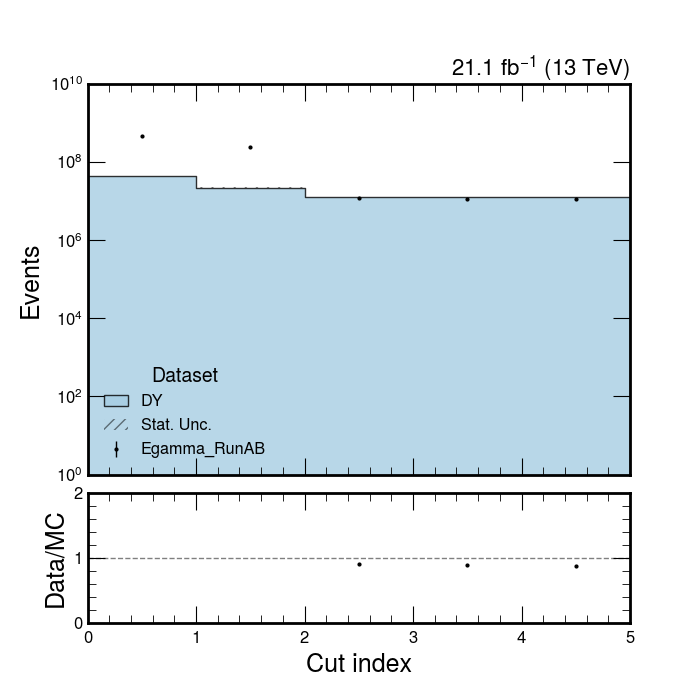 21.1 fb⁻¹ (13 TeV)
10¹⁰
10⁸
10⁶
10⁴
10²
10⁰
Events
Dataset
DY
Stat. Unc.
Egamma_RunAB
2
1
0
Data/MC
0 1 2 3 4 5
Cut index